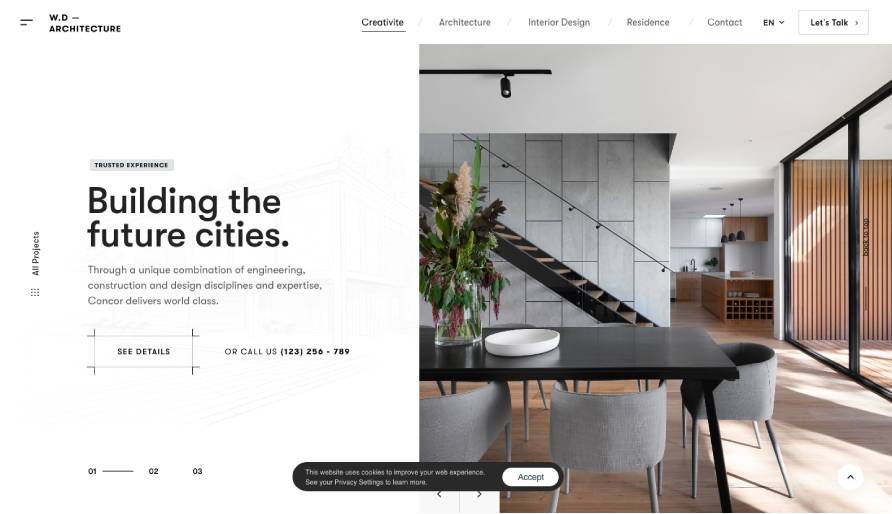 W.D —
ARCHITECTURE
Creativite / Architecture / Interior Design / Residence / Contact
EN
Let's Talk ›
TRUSTED EXPERIENCE
Building the
future cities.
All Projects
Through a unique combination of engineering,
construction and design disciplines and expertise,
Concor delivers world class.
SEE DETAILS
OR CALL US (123) 256 - 789
back to top
01
02
03
This website uses cookies to improve your web experience.
See your Privacy Settings to learn more.
Accept